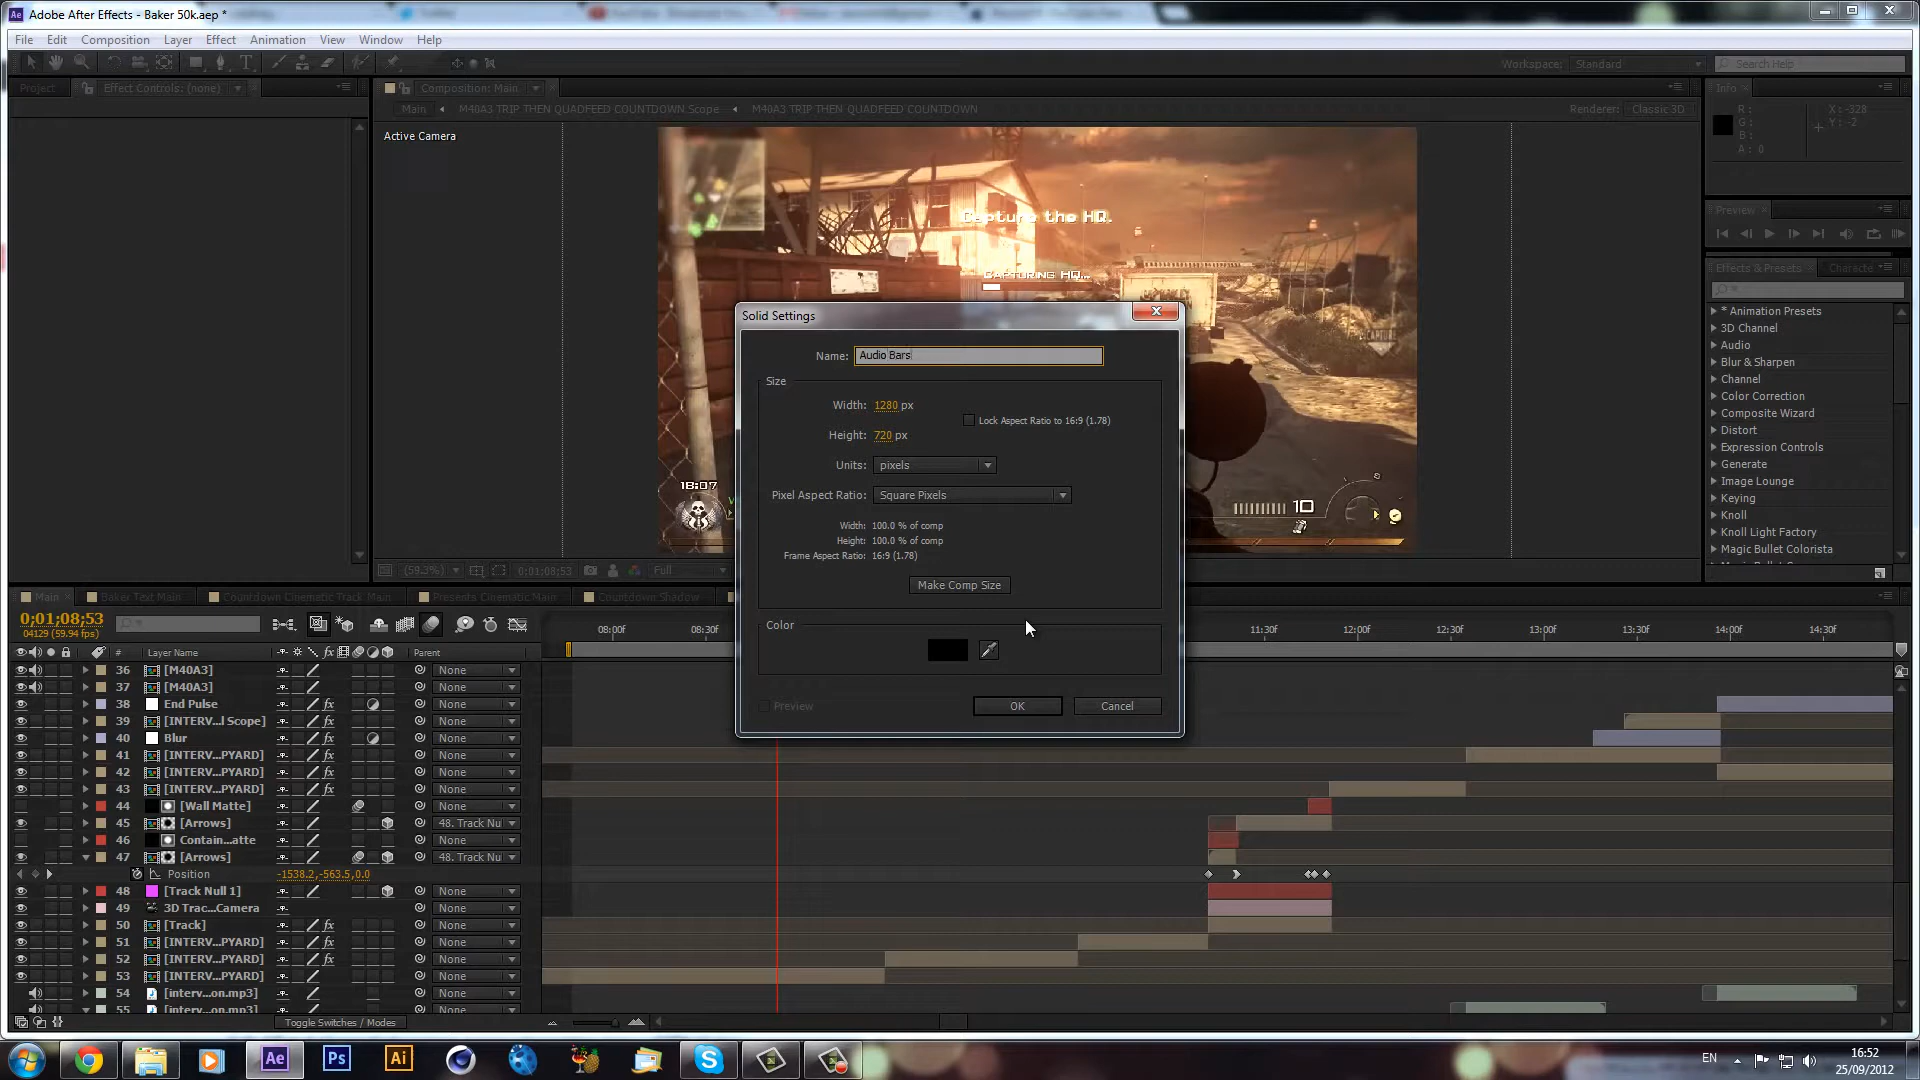 Adobe After Effects - Baker 50k.aep *
File Edit Composition Layer Effect Animation View Window Help
Workspace: Standard
Search Help
Project
Effect Controls: (none)
Composition: Main
Main
M40A3 TRIP THEN QUADFEED COUNTDOWN Scope
M40A3 TRIP THEN QUADFEED COUNTDOWN
Renderer: Classic 3D
Active Camera
Capture the HQ.
CAPTURING HQ...
CAPTURE
18:07
10
(59.3%)
0:01:08:53
Full
Info
R:
G:
B:
A: 0
X: -328
Y: -2
Preview
Effects & Presets
Characte
* Animation Presets
3D Channel
Audio
Blur & Sharpen
Channel
Color Correction
Composite Wizard
Distort
Expression Controls
Generate
Image Lounge
Keying
Knoll
Knoll Light Factory
Magic Bullet Colorista
Solid Settings
Name: Audio Bars
Size
Width: 1280 px
Lock Aspect Ratio to 16:9 (1.78)
Height: 720 px
Units: pixels
Pixel Aspect Ratio: Square Pixels
Width: 100.0 % of comp
Height: 100.0 % of comp
Frame Aspect Ratio: 16:9 (1.78)
Make Comp Size
Color
Preview
OK
Cancel
Main
Baker Text Main
Countdown Cinematic Track Main
Presents Cinematic Main
Countdown Shadow
0;01:08;53
04129 (59.94 fps)
08:00f
08:30f
11:30f
12:00f
12:30f
13:00f
13:30f
14:00f
14:30f
# Layer Name
Parent
36 [M40A3] None
37 [M40A3] None
38 End Pulse None
39 [INTERV...l Scope] None
40 Blur None
41 [INTERV...PYARD] None
42 [INTERV...PYARD] None
43 [INTERV...PYARD] None
44 [Wall Matte] None
45 [Arrows] 48. Track Nu
46 Contain...atte None
47 [Arrows] 48. Track Nu
Position -1538.2,-563.5,0.0
48 [Track Null 1] None
49 3D Trac...Camera None
50 [Track] None
51 [INTERV...PYARD] None
52 [INTERV...PYARD] None
53 [INTERV...PYARD] None
54 [interv...on.mp3] None
55 [interv...on.mp3] None
Toggle Switches / Modes
Ae
Ps
Ai
EN
16:52
25/09/2012